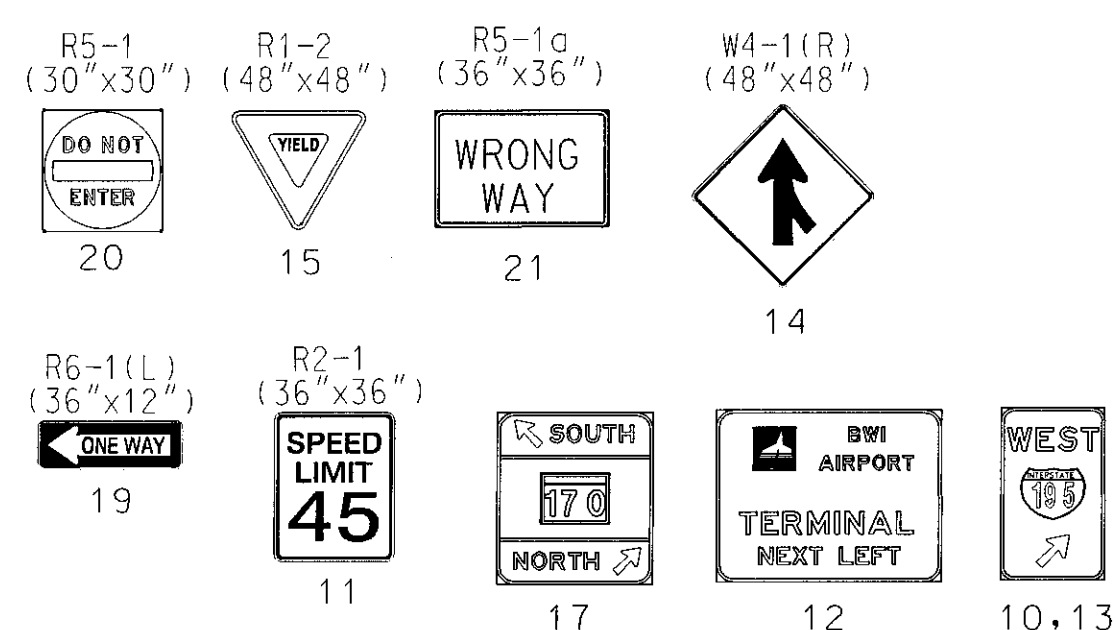 R5-1
(30"x30")
DO NOT
ENTER
20
R1-2
(48"x48")
YIELD
15
R5-1a
(36"x36")
WRONG
WAY
21
W4-1(R)
(48"x48")
14
R6-1(L)
(36"x12")
ONE WAY
19
R2-1
(36"x36")
SPEED
LIMIT
45
11
SOUTH
170
NORTH
17
BWI
AIRPORT
TERMINAL
NEXT LEFT
12
WEST
INTERSTATE
195
10,13